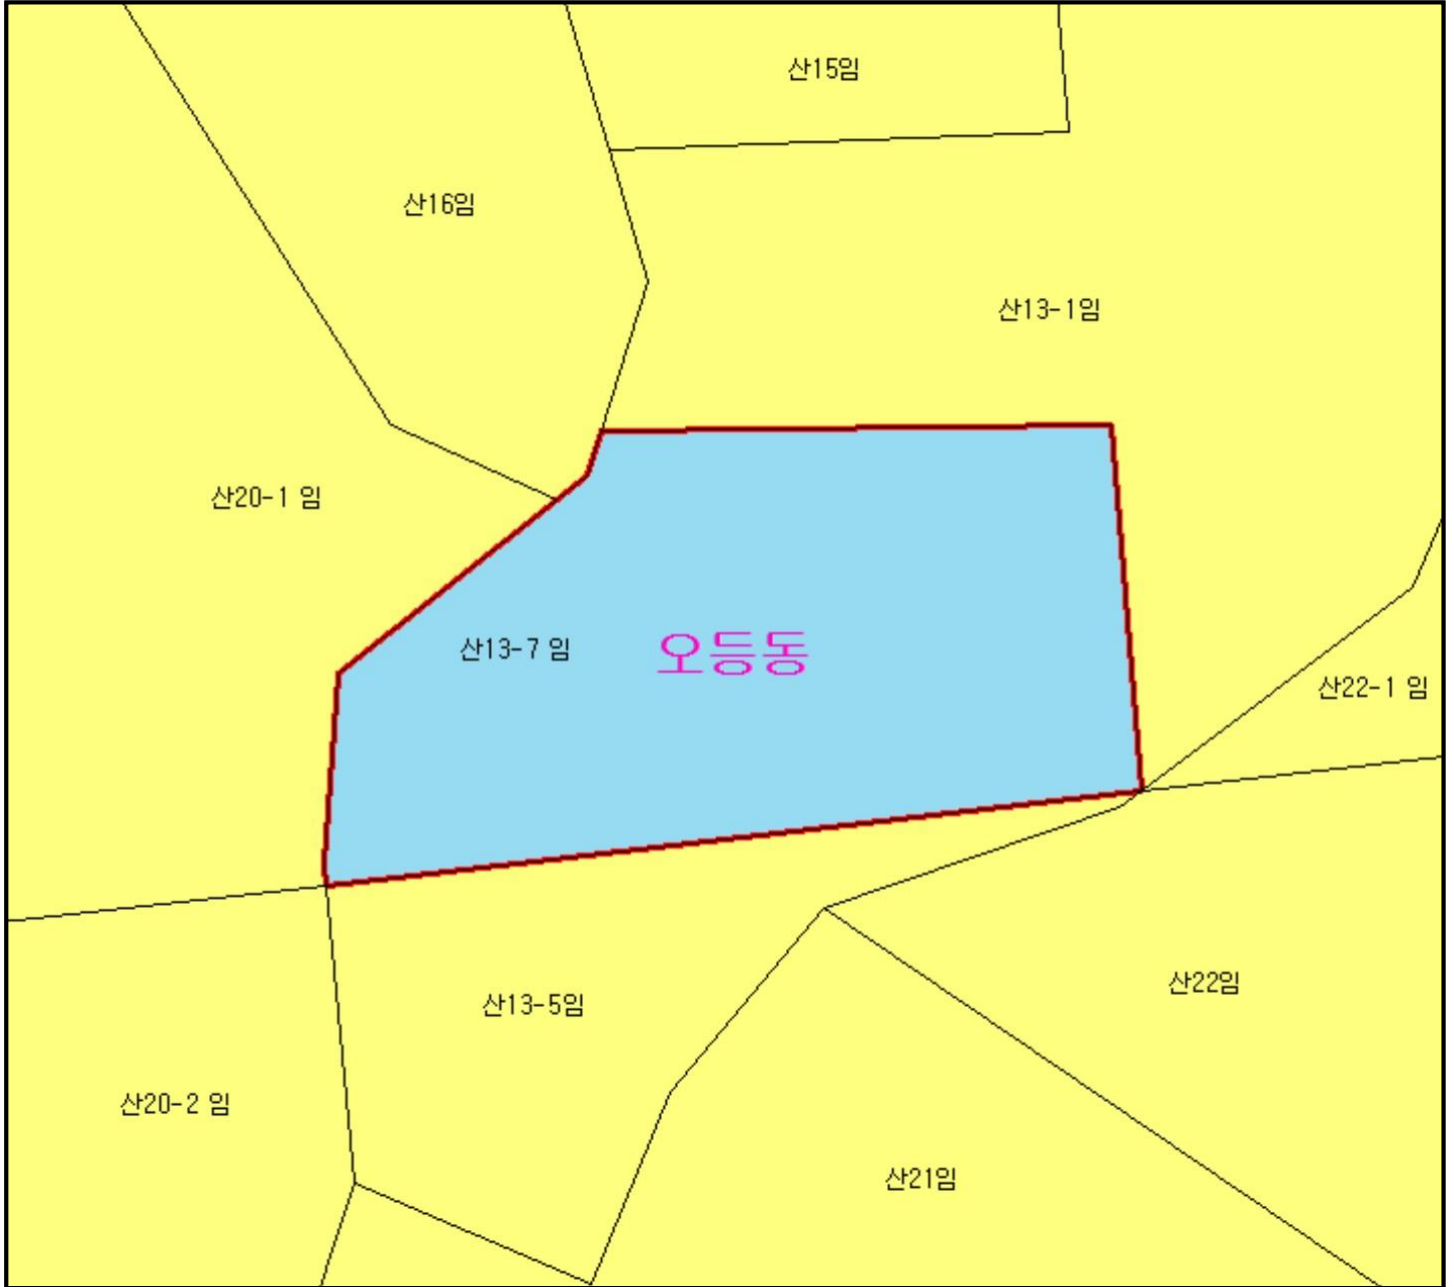 산15임
산16임
산13-1임
산20-1 임
산13-7 임
오등동
산22-1 임
산22임
산13-5임
산20-2 임
산21임